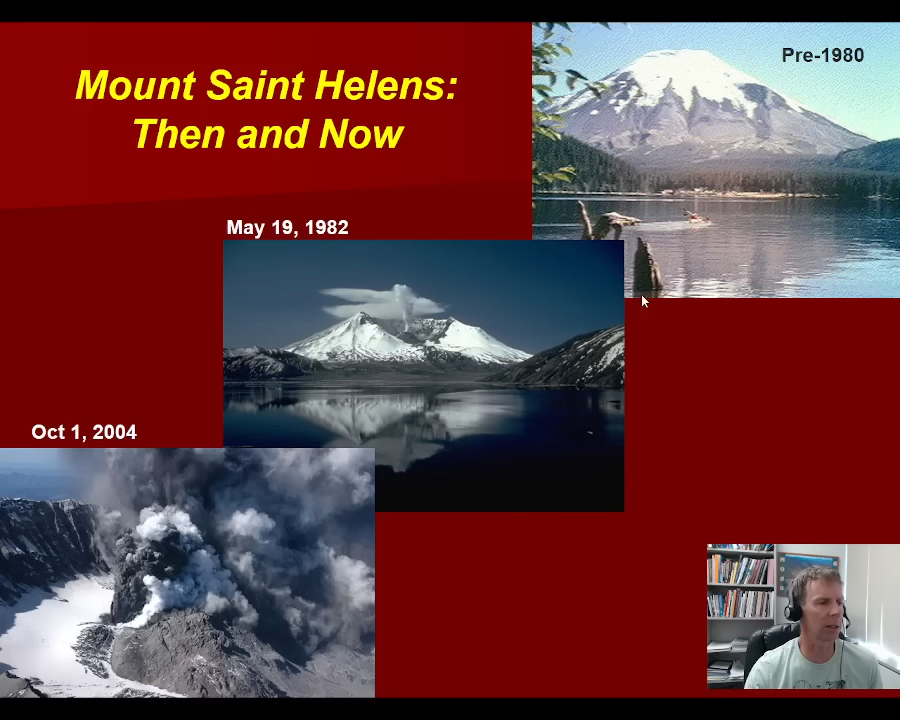 Mount Saint Helens:
Then and Now
Pre-1980
May 19, 1982
Oct 1, 2004